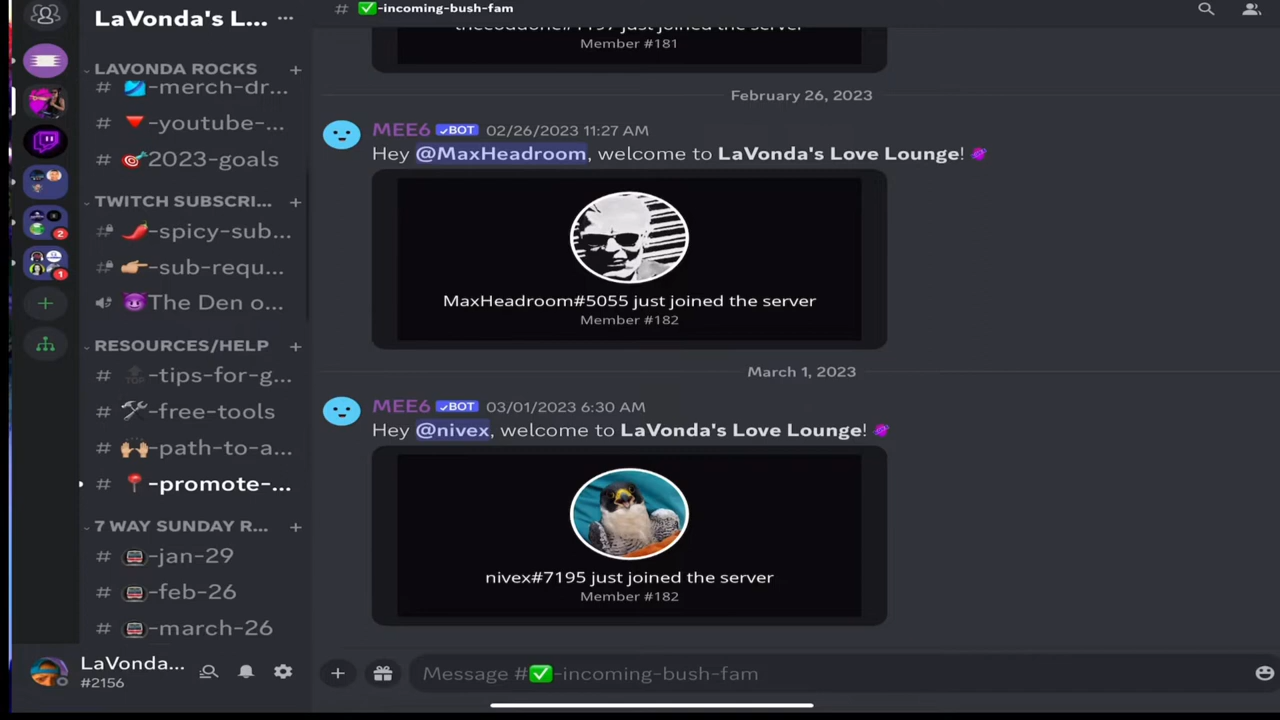 LaVonda's L...
LAVONDA ROCKS
-merch-dr...
-youtube-...
2023-goals
TWITCH SUBSCRI...
-spicy-sub...
-sub-requ...
The Den o...
RESOURCES/HELP
TOP
-tips-for-g...
-free-tools
-path-to-a...
-promote-...
7 WAY SUNDAY R...
-jan-29
-feb-26
-march-26
2
1
LaVonda...
#2156
# ✅-incoming-bush-fam
just joined the server
Member #181
February 26, 2023
MEE6 ✓BOT 02/26/2023 11:27 AM
Hey @MaxHeadroom, welcome to LaVonda's Love Lounge!
MaxHeadroom#5055 just joined the server
Member #182
March 1, 2023
MEE6 ✓BOT 03/01/2023 6:30 AM
Hey @nivex, welcome to LaVonda's Love Lounge!
nivex#7195 just joined the server
Member #182
Message #✅-incoming-bush-fam